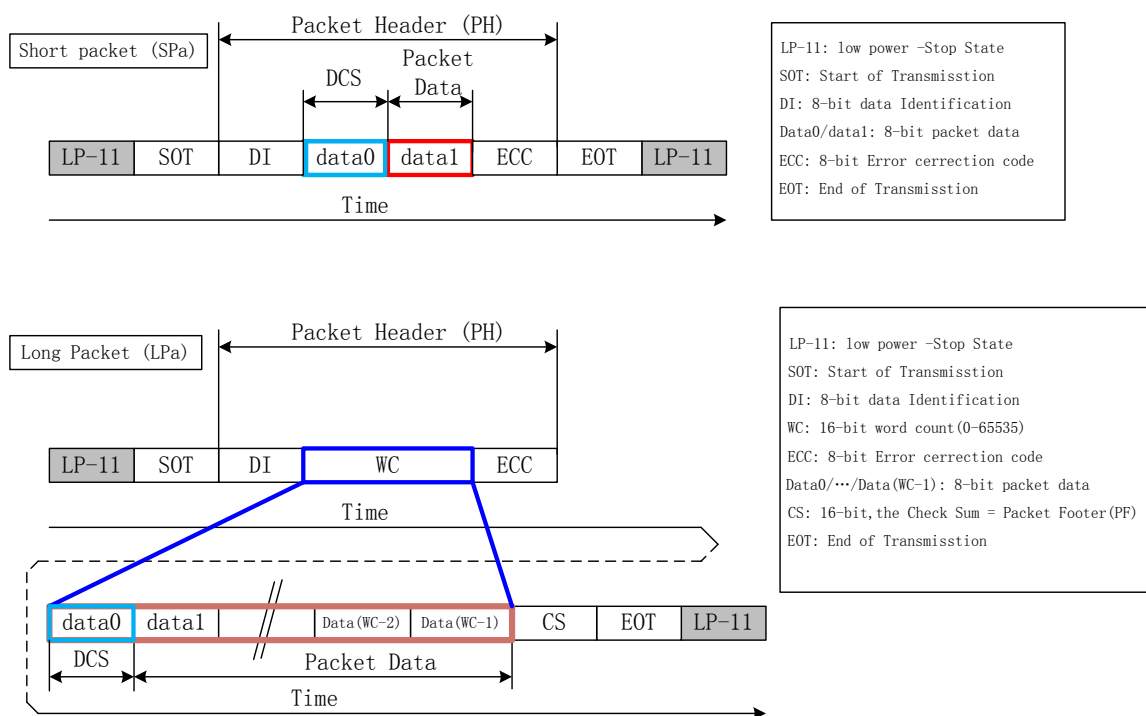 Short packet (SPa)
Packet Header (PH)
DCS
Packet
Data
LP-11 SOT DI data0 data1 ECC EOT LP-11
Time
LP-11: low power -Stop State
SOT: Start of Transmisstion
DI: 8-bit data Identification
Data0/data1: 8-bit packet data
ECC: 8-bit Error cerrection code
EOT: End of Transmisstion
Long Packet (LPa)
Packet Header (PH)
LP-11 SOT DI WC ECC
Time
LP-11: low power -Stop State
SOT: Start of Transmisstion
DI: 8-bit data Identification
WC: 16-bit word count(0-65535)
ECC: 8-bit Error cerrection code
Data0/…/Data(WC-1): 8-bit packet data
CS: 16-bit,the Check Sum = Packet Footer(PF)
EOT: End of Transmisstion
data0 data1 // Data(WC-2) Data(WC-1) CS EOT LP-11
DCS Packet Data
Time